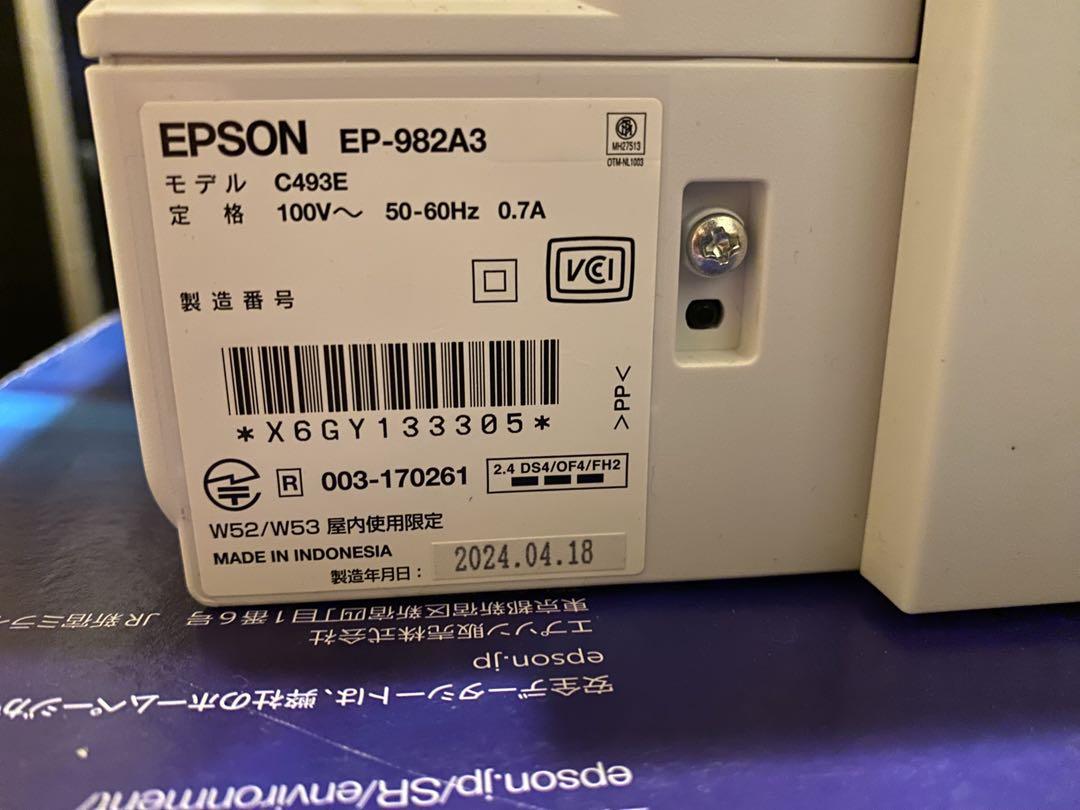 EPSON EP-982A3
MH27513
OTM-NL1003
モデル C493E
定格 100V～ 50-60Hz 0.7A
VCI
製造番号
*X6GY133305*
>PP<
R 003-170261
2.4 DS4/OF4/FH2
W52/W53 屋内使用限定
MADE IN INDONESIA
製造年月日： 2024.04.18
東京都新宿区新宿四丁目1番6号 JR新宿ミラ
エプソン販売株式会社
epson.jp
安全データシートは、弊社のホームページか
epson.jp/SR/environment/